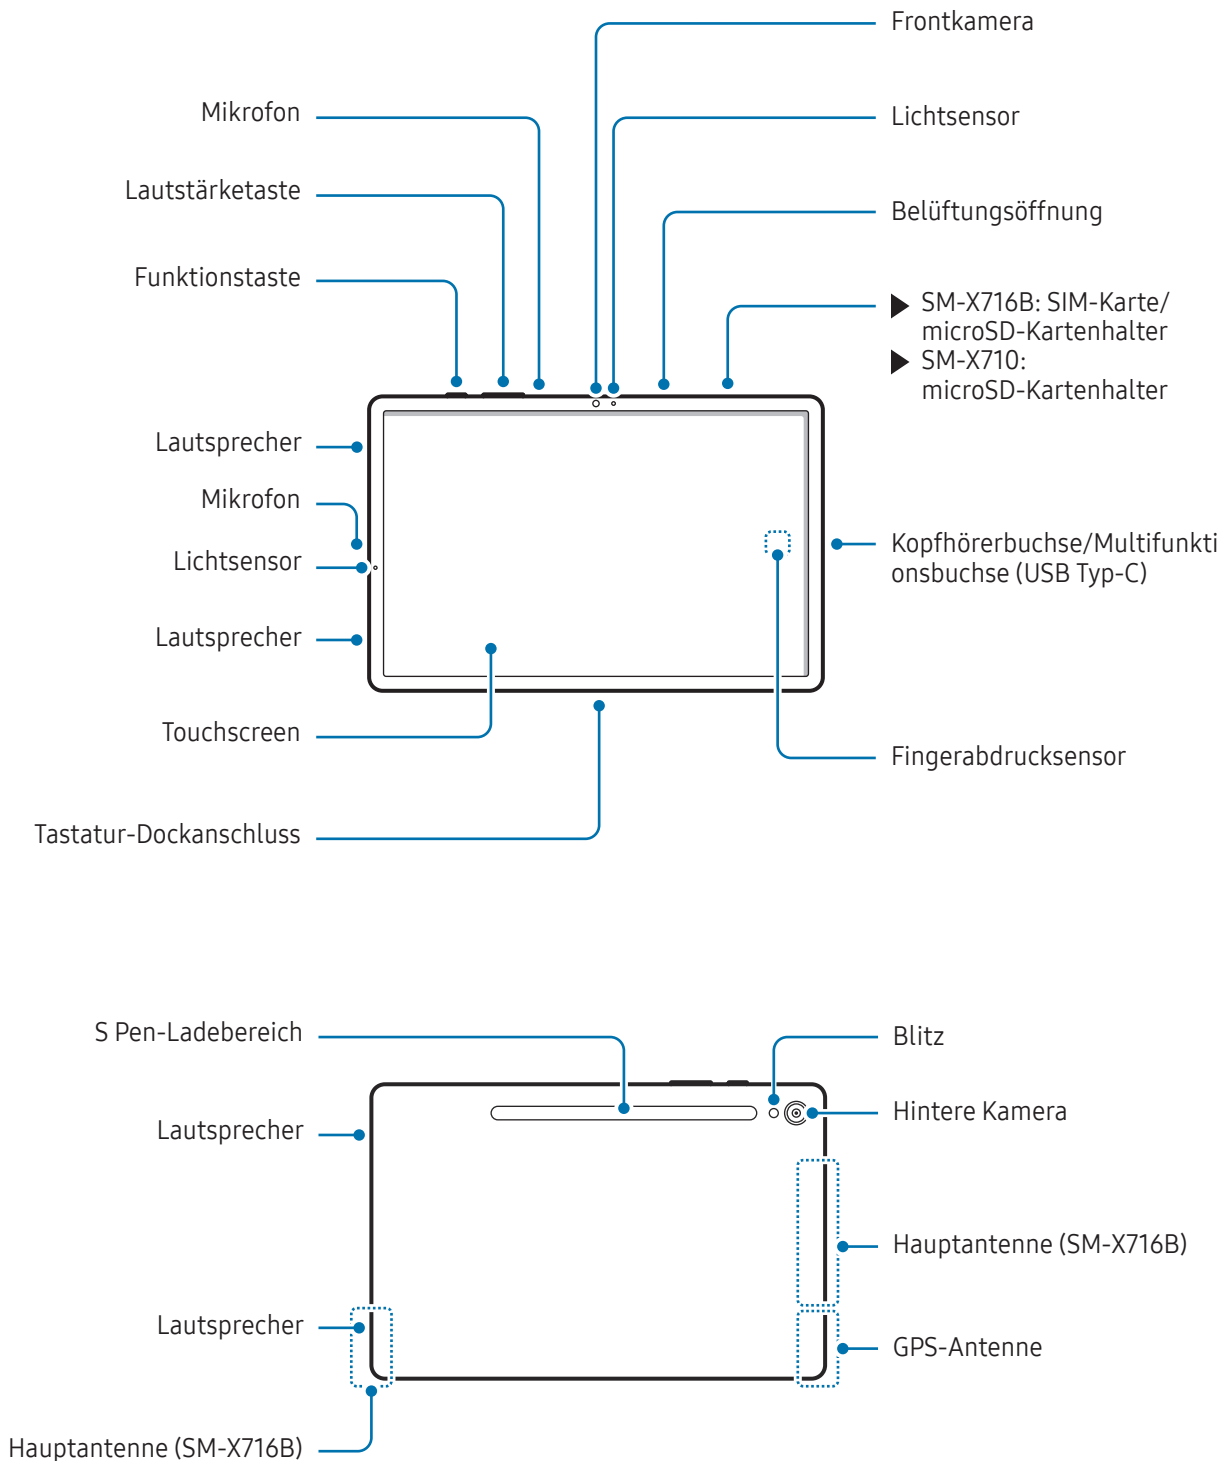 Frontkamera
Mikrofon
Lichtsensor
Lautstärketaste
Belüftungsöffnung
Funktionstaste
SM-X716B: SIM-Karte/
microSD-Kartenhalter
SM-X710:
microSD-Kartenhalter
Lautsprecher
Mikrofon
Kopfhörerbuchse/Multifunkti
onsbuchse (USB Typ-C)
Lichtsensor
Lautsprecher
Touchscreen
Fingerabdrucksensor
Tastatur-Dockanschluss
S Pen-Ladebereich
Blitz
Hintere Kamera
Lautsprecher
Hauptantenne (SM-X716B)
Lautsprecher
GPS-Antenne
Hauptantenne (SM-X716B)